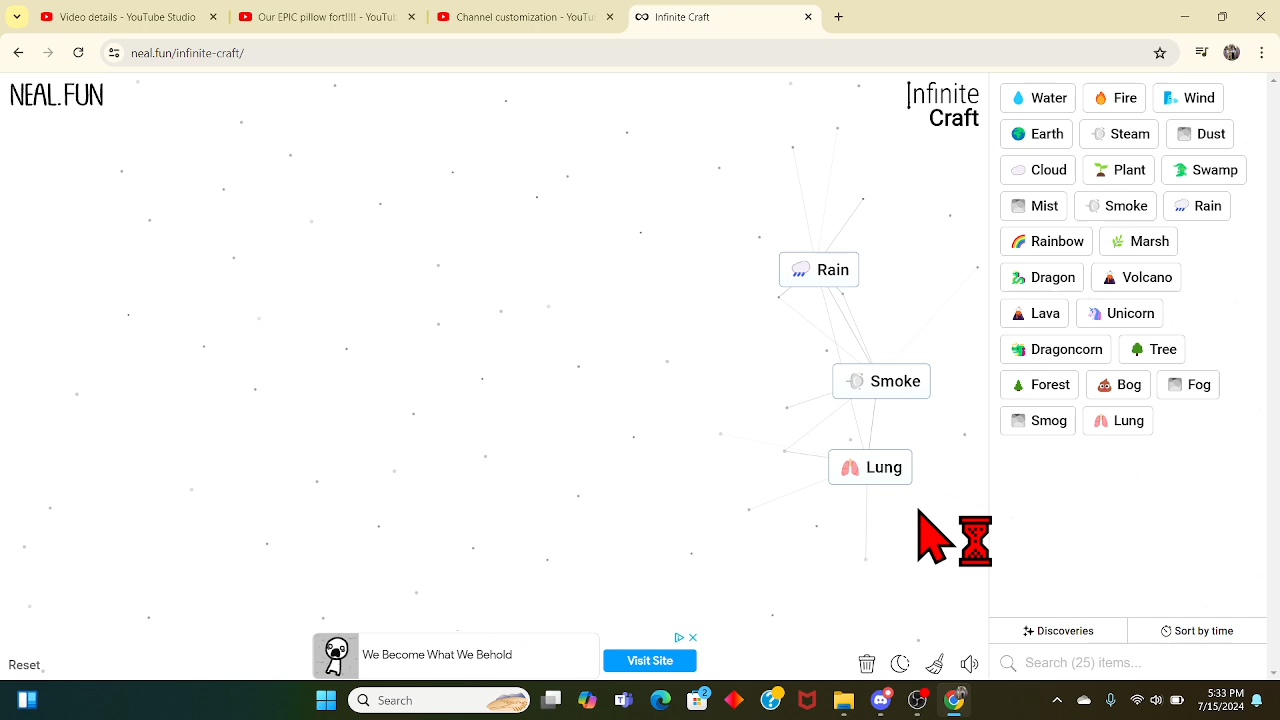 Video details - YouTube Studio
Our EPIC pillow fort!!!! - YouTub
Channel customization - YouTu
Infinite Craft
neal.fun/infinite-craft/
NEAL.FUN
Infinite
Craft
Water Fire Wind
Earth Steam Dust
Cloud Plant Swamp
Mist Smoke Rain
Rainbow Marsh
Dragon Volcano
Lava Unicorn
Dragoncorn Tree
Forest Bog Fog
Smog Lung
Rain
Smoke
Lung
Discoveries Sort by time
Search (25) items...
We Become What We Behold
Visit Site
Reset
Search
2
5:33 PM
7/15/2024